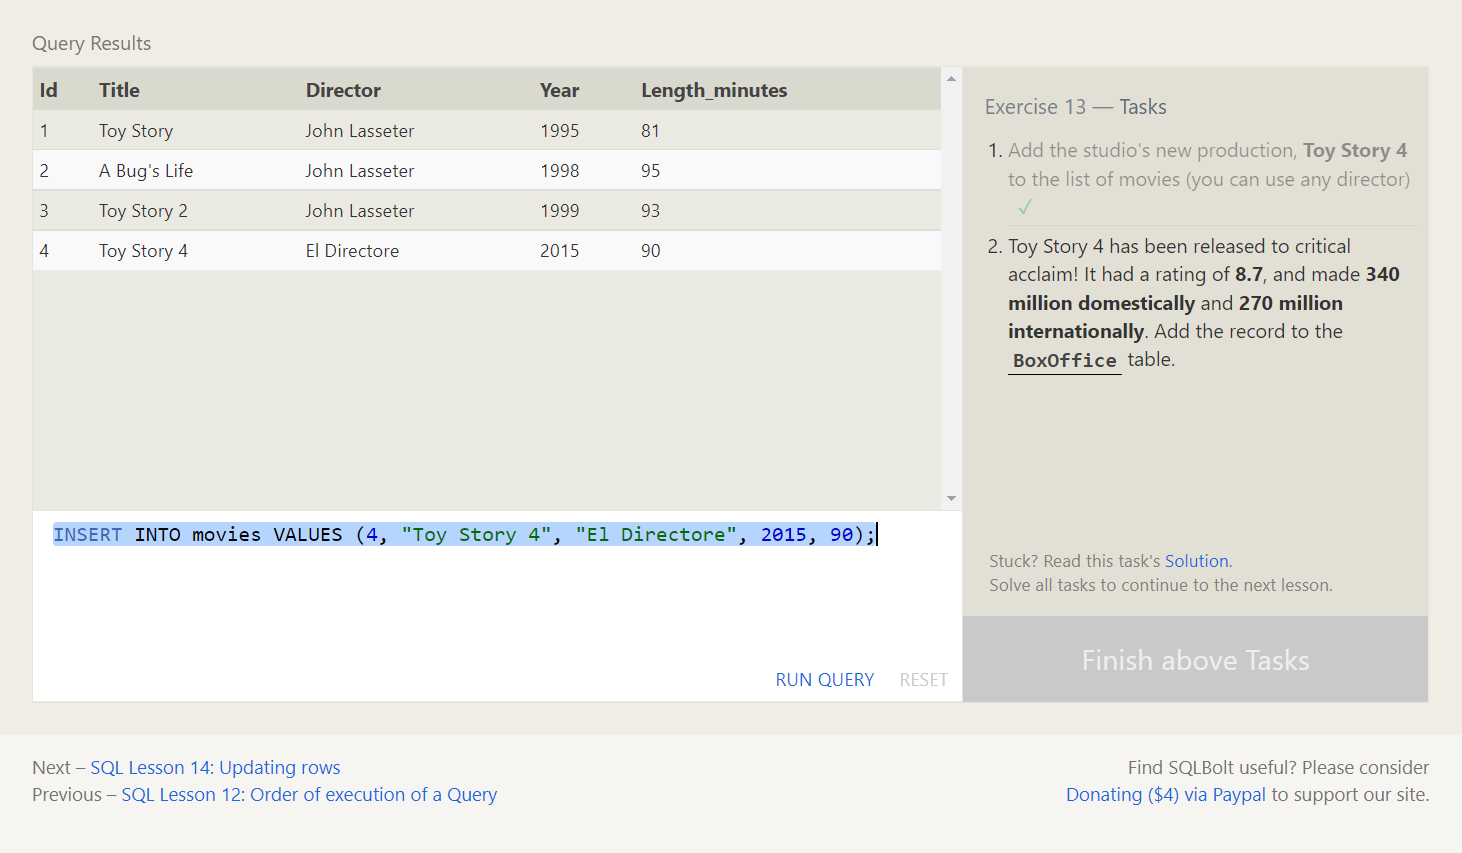 Query Results
Id Title Director Year Length_minutes
1 Toy Story John Lasseter 1995 81
2 A Bug's Life John Lasseter 1998 95
3 Toy Story 2 John Lasseter 1999 93
4 Toy Story 4 El Directore 2015 90
INSERT INTO movies VALUES (4, "Toy Story 4", "El Directore", 2015, 90);
RUN QUERY RESET
Exercise 13 — Tasks
1. Add the studio's new production, Toy Story 4
to the list of movies (you can use any director)
✓
2. Toy Story 4 has been released to critical
acclaim! It had a rating of 8.7, and made 340
million domestically and 270 million
internationally. Add the record to the
BoxOffice table.
Stuck? Read this task's Solution.
Solve all tasks to continue to the next lesson.
Finish above Tasks
Next – SQL Lesson 14: Updating rows
Previous – SQL Lesson 12: Order of execution of a Query
Find SQLBolt useful? Please consider
Donating ($4) via Paypal to support our site.